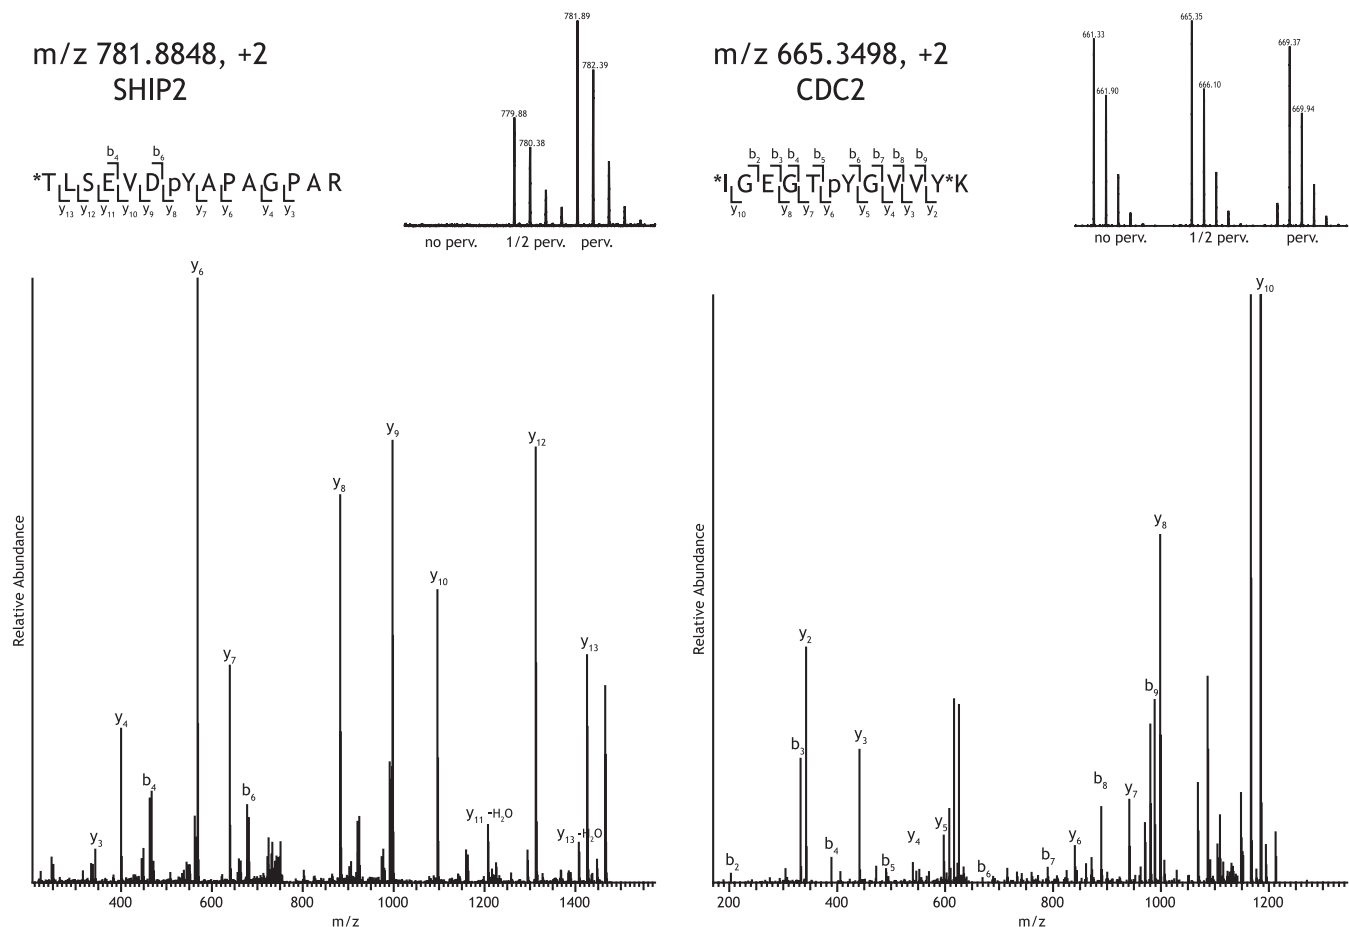 m/z 781.8848, +2
SHIP2
b4 b6
*TLSEVDpYAPAGPAR
y13 y12 y11 y10 y9 y8 y7 y6 y4 y3
781.89
782.39
779.88
780.38
no perv. 1/2 perv. perv.
m/z 665.3498, +2
CDC2
b2 b3 b4 b5 b6 b7 b8 b9
*IGEGTpYGVVY*K
y10 y8 y7 y6 y5 y4 y3 y2
661.33
661.90
665.35
666.10
669.37
669.94
no perv. 1/2 perv. perv.
Relative Abundance
y6
y9
y12
y8
y10
y13
y7
y4
b4
b6
y11 -H2O
y13 -H2O
y3
400 600 800 1000 1200 1400
m/z
Relative Abundance
y10
y8
y2
b9
y3
b3
b8
y7
y5
y4
y6
b4
b7
b2
b5
b6
200 400 600 800 1000 1200
m/z